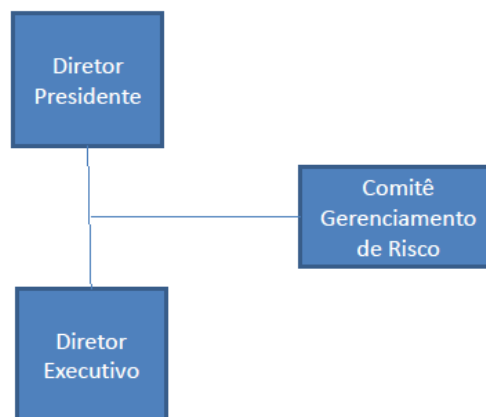 Diretor
Presidente
Comitê
Gerenciamento
de Risco
Diretor
Executivo